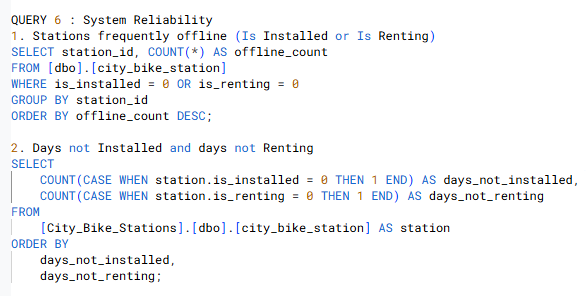 QUERY 6 : System Reliability
1. Stations frequently offline (Is Installed or Is Renting)
SELECT station_id, COUNT(*) AS offline_count
FROM [dbo].[city_bike_station]
WHERE is_installed = 0 OR is_renting = 0
GROUP BY station_id
ORDER BY offline_count DESC;

2. Days not Installed and days not Renting
SELECT
    COUNT(CASE WHEN station.is_installed = 0 THEN 1 END) AS days_not_installed,
    COUNT(CASE WHEN station.is_renting = 0 THEN 1 END) AS days_not_renting
FROM
    [City_Bike_Stations].[dbo].[city_bike_station] AS station
ORDER BY
    days_not_installed,
    days_not_renting;